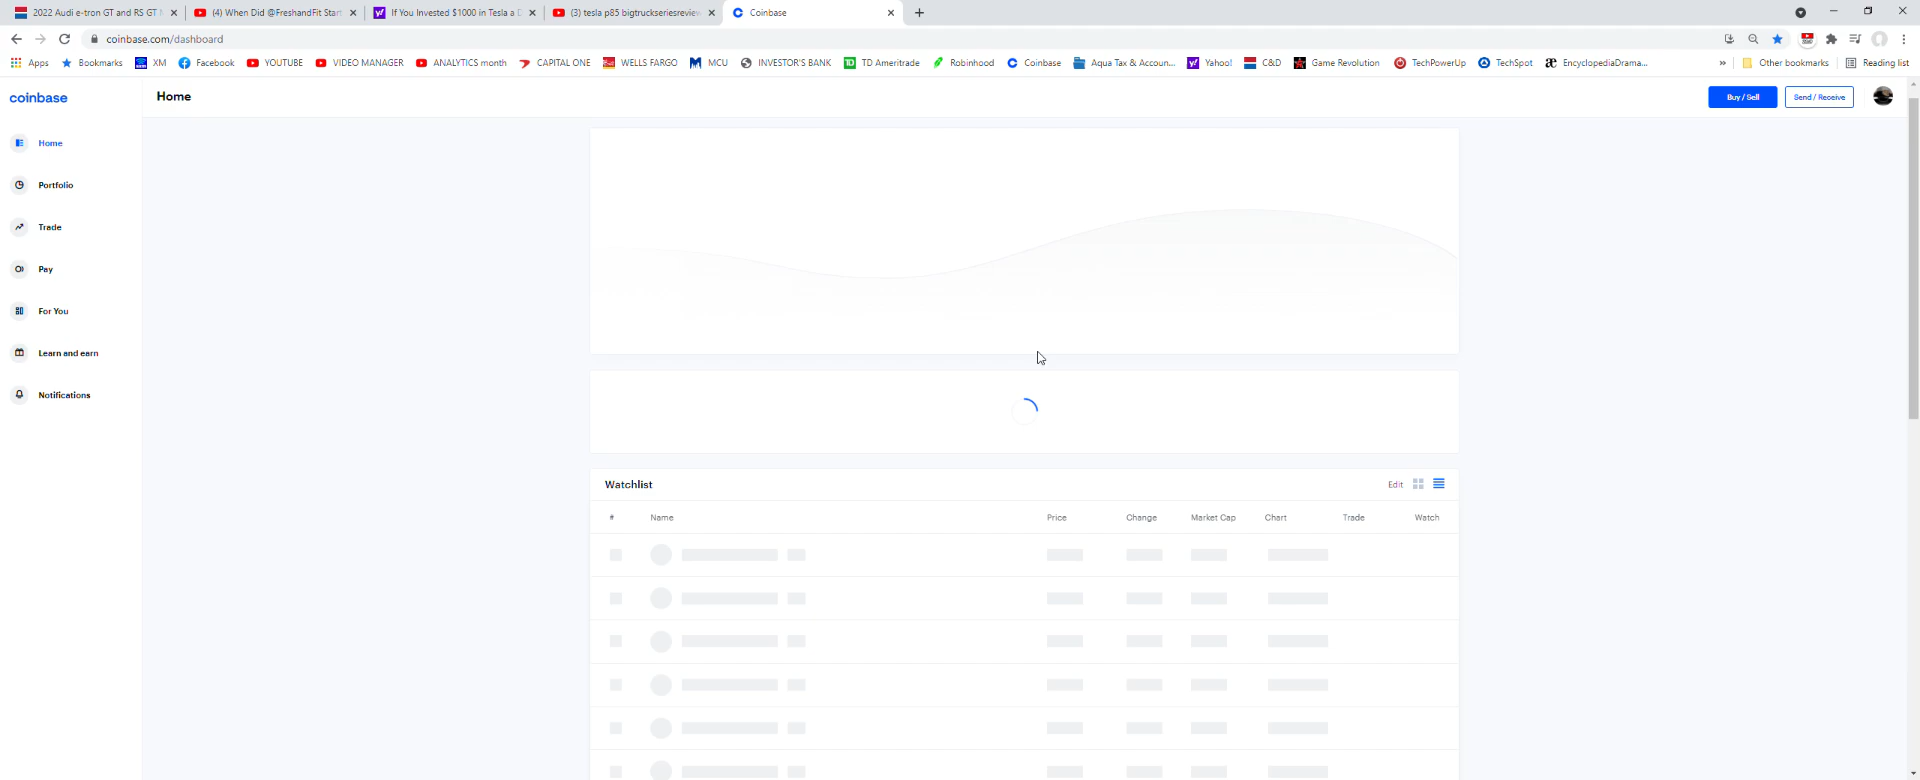 2022 Audi e-tron GT and RS GT
(4) When Did @FreshandFit Start
If You Invested $1000 in Tesla a D
(3) tesla p85 bigtruckseriesreview
Coinbase
coinbase.com/dashboard
Apps
Bookmarks
XM
Facebook
YOUTUBE
VIDEO MANAGER
ANALYTICS month
CAPITAL ONE
WELLS FARGO
MCU
INVESTOR'S BANK
TD Ameritrade
Robinhood
Coinbase
Aqua Tax & Accoun...
Yahoo!
C&D
Game Revolution
TechPowerUp
TechSpot
EncyclopediaDrama...
»
Other bookmarks
Reading list
coinbase
Home
Buy / Sell
Send / Receive
Home
Portfolio
Trade
Pay
For You
Learn and earn
Notifications
Watchlist
Edit
# Name Price Change Market Cap Chart Trade Watch